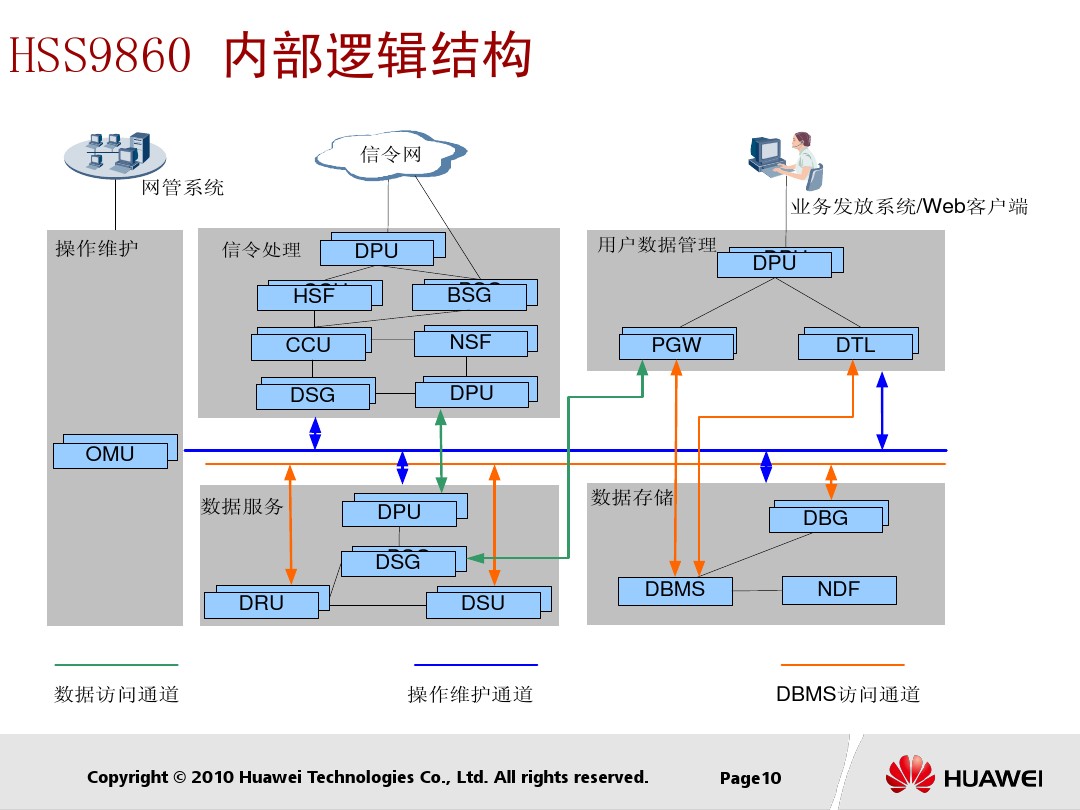 HSS9860 内部逻辑结构
信令网
网管系统
业务发放系统/Web客户端
操作维护
OMU
信令处理
DPU
HSF
BSG
CCU
NSF
DSG
DPU
用户数据管理
DPU
PGW
DTL
数据服务
DPU
DSG
DRU
DSU
数据存储
DBG
DBMS
NDF
数据访问通道
操作维护通道
DBMS访问通道
Copyright © 2010 Huawei Technologies Co., Ltd. All rights reserved.
Page10
HUAWEI